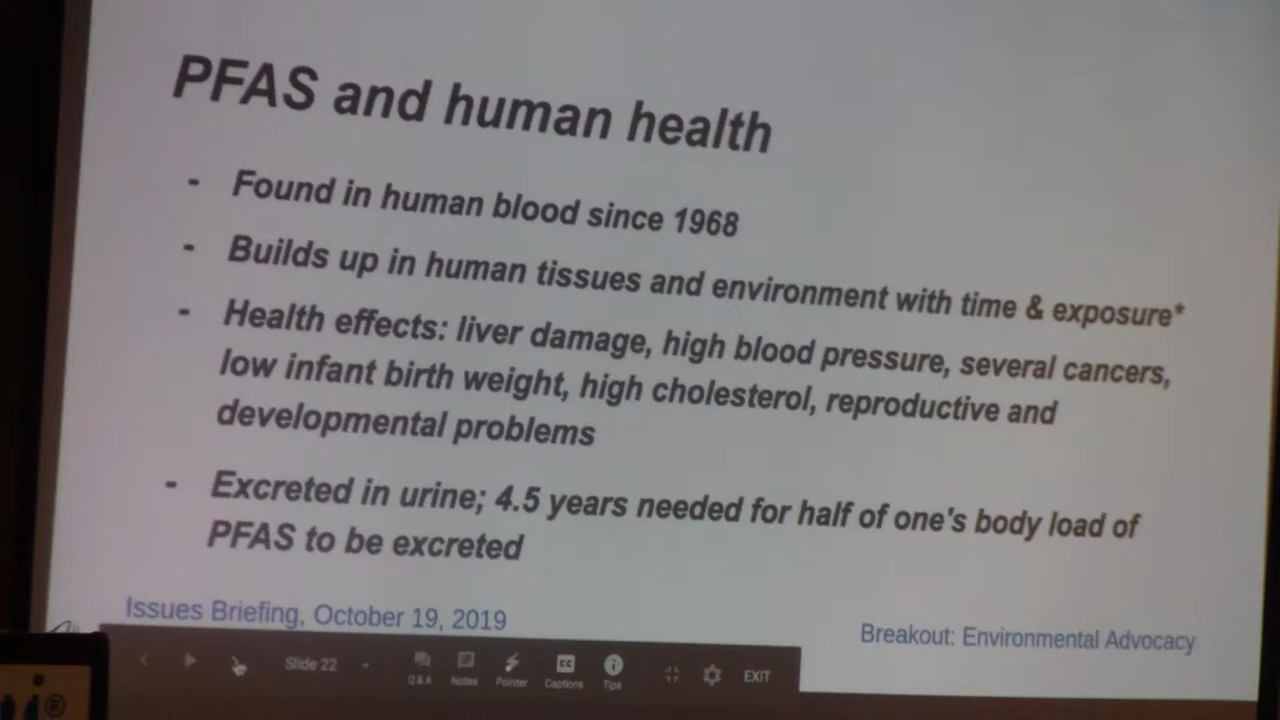 PFAS and human health
- Found in human blood since 1968
- Builds up in human tissues and environment with time & exposure*
- Health effects: liver damage, high blood pressure, several cancers,
low infant birth weight, high cholesterol, reproductive and
developmental problems
- Excreted in urine; 4.5 years needed for half of one's body load of
PFAS to be excreted
Issues Briefing, October 19, 2019
Breakout: Environmental Advocacy
Slide 22
Q & A
Notes
Pointer
CC
Captions
Tips
EXIT
®